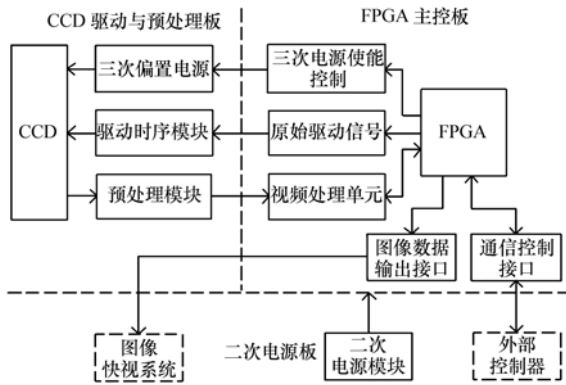 CCD 驱动与预处理板
FPGA 主控板
三次偏置电源
三次电源使能
控制
CCD
驱动时序模块
原始驱动信号
FPGA
预处理模块
视频处理单元
图像数据
输出接口
通信控制
接口
图像
快视系统
二次电源板
二次
电源模块
外部
控制器